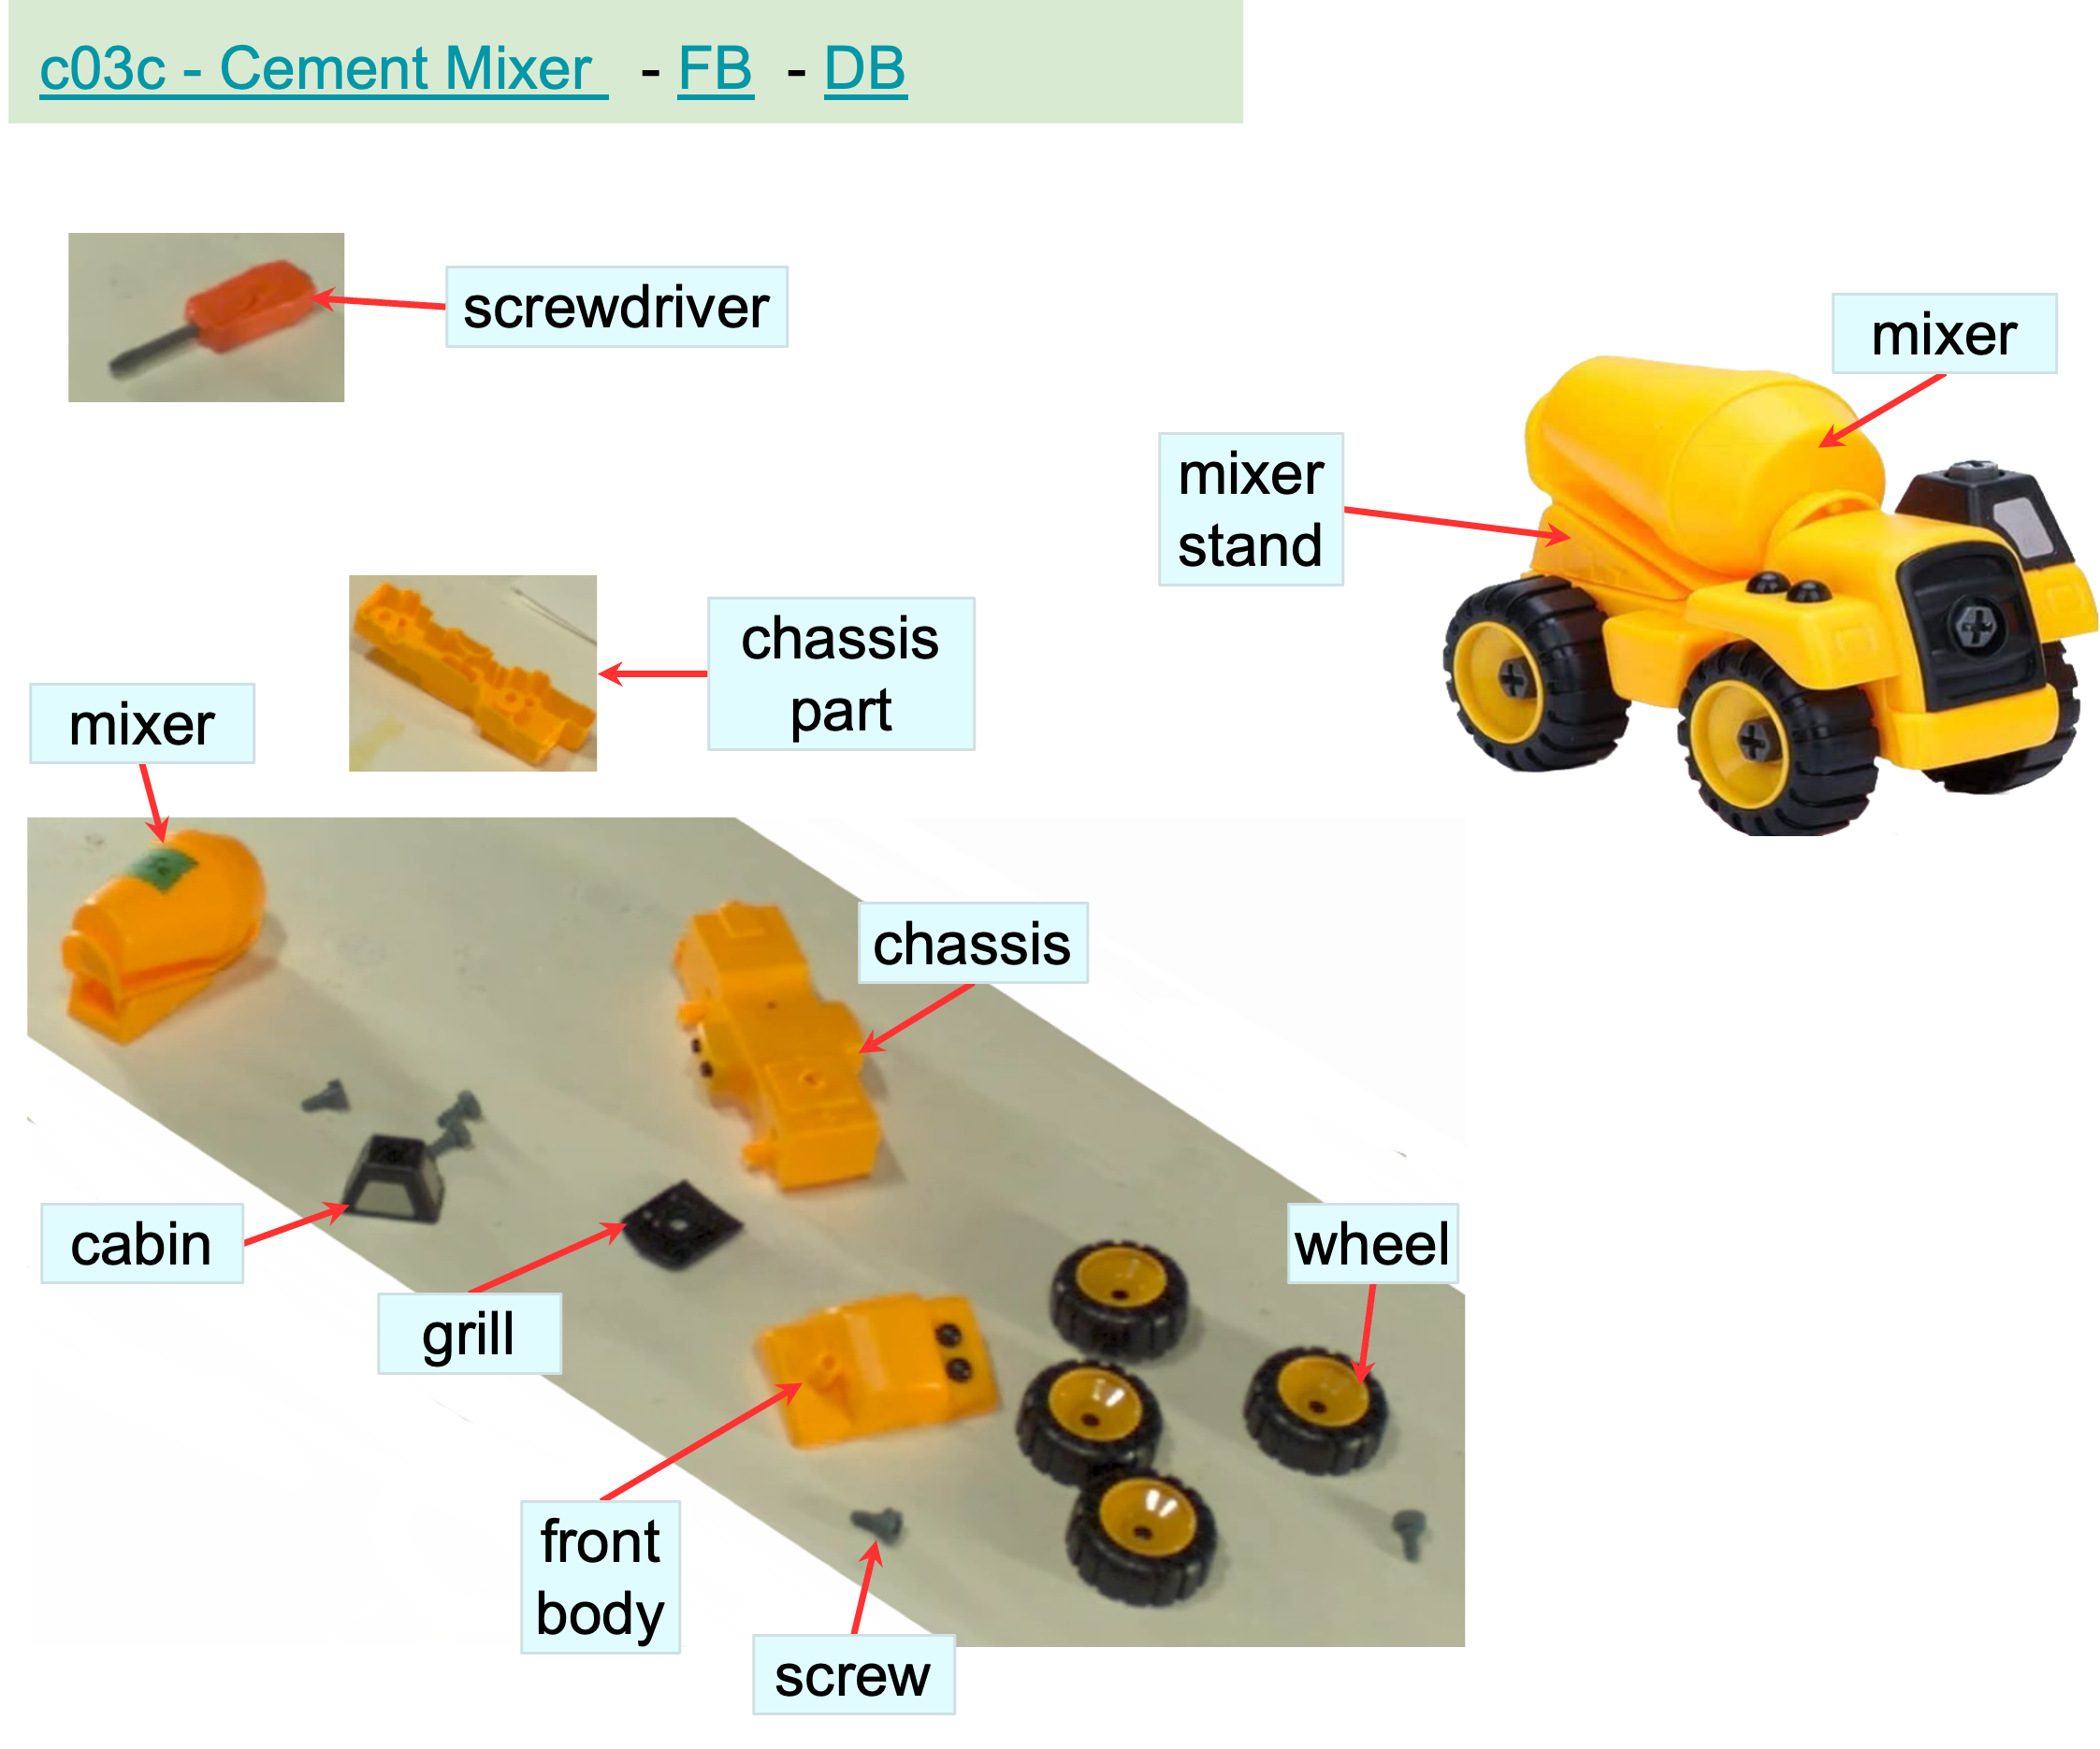 c03c - Cement Mixer - FB - DB
screwdriver
mixer
mixer
stand
chassis
part
mixer
chassis
cabin
wheel
grill
front
body
screw